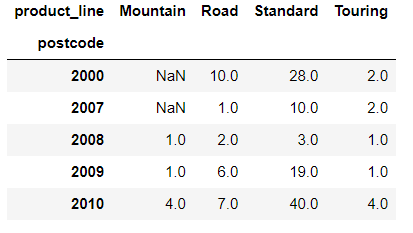 product_line Mountain Road Standard Touring
postcode
2000 NaN 10.0 28.0 2.0
2007 NaN 1.0 10.0 2.0
2008 1.0 2.0 3.0 1.0
2009 1.0 6.0 19.0 1.0
2010 4.0 7.0 40.0 4.0